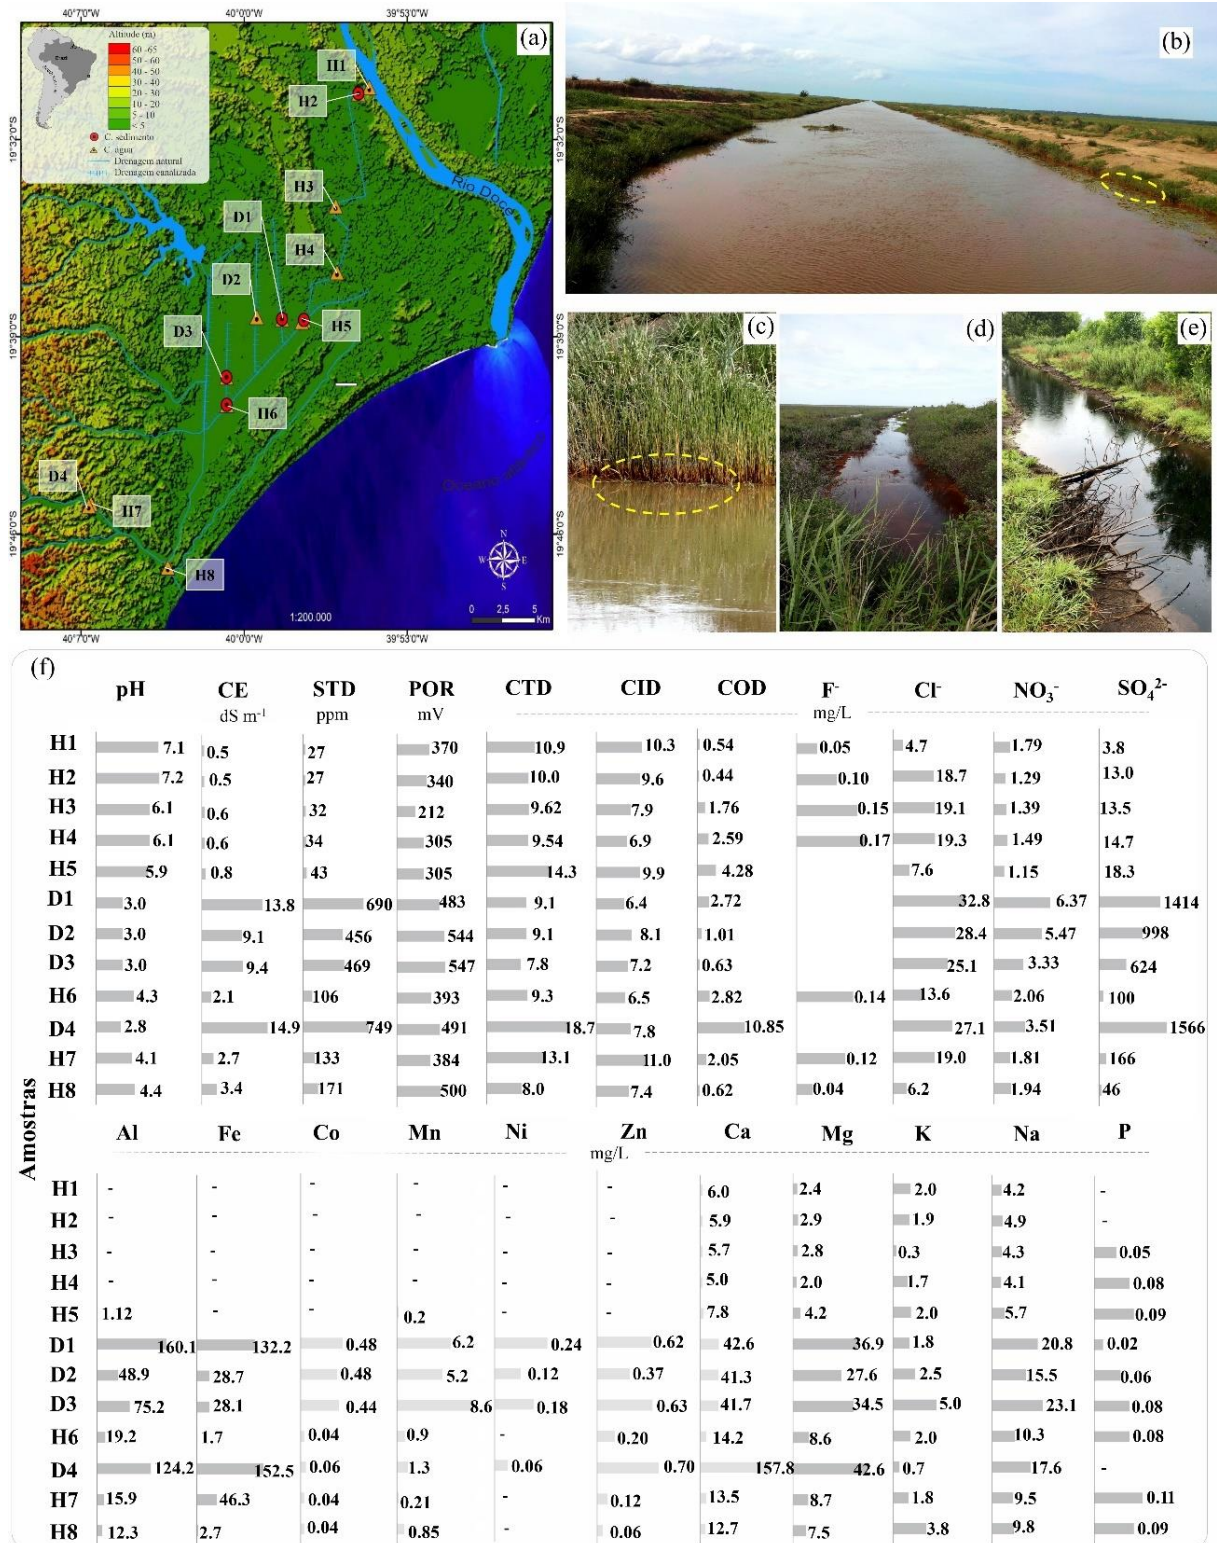 40°7'0"W 40°0'0"W 39°53'0"W
(a)
Altitude (m)
60 -65
50 - 60
40 - 50
30 - 40
20 - 30
10 - 20
5 - 10
< 5
C. sedimento
C. água
Drenagem natural
Drenagem canalizada
Brasil
H1
H2
H3
D1
H4
D2
D3
H5
H6
D4
H7
H8
Rio Doce
19°32'0"S
19°39'0"S
19°46'0"S
19°32'0"S
19°39'0"S
19°46'0"S
N
W E
S
1:200.000
0 2,5 5
Km
40°7'0"W 40°0'0"W 39°53'0"W
(b)
(c)
(d)
(e)
(f)
pH CE STD POR CTD CID COD F⁻ Cl⁻ NO₃⁻ SO₄²⁻
dS m⁻¹ ppm mV mg/L
H1 7.1 0.5 27 370 10.9 10.3 0.54 0.05 4.7 1.79 3.8
H2 7.2 0.5 27 340 10.0 9.6 0.44 0.10 18.7 1.29 13.0
H3 6.1 0.6 32 212 9.62 7.9 1.76 0.15 19.1 1.39 13.5
H4 6.1 0.6 34 305 9.54 6.9 2.59 0.17 19.3 1.49 14.7
H5 5.9 0.8 43 305 14.3 9.9 4.28 7.6 1.15 18.3
D1 3.0 13.8 690 483 9.1 6.4 2.72 32.8 6.37 1414
D2 3.0 9.1 456 544 9.1 8.1 1.01 28.4 5.47 998
D3 3.0 9.4 469 547 7.8 7.2 0.63 25.1 3.33 624
H6 4.3 2.1 106 393 9.3 6.5 2.82 0.14 13.6 2.06 100
D4 2.8 14.9 749 491 18.7 7.8 10.85 27.1 3.51 1566
H7 4.1 2.7 133 384 13.1 11.0 2.05 0.12 19.0 1.81 166
H8 4.4 3.4 171 500 8.0 7.4 0.62 0.04 6.2 1.94 46
Amostras
Al Fe Co Mn Ni Zn Ca Mg K Na P
mg/L
H1 - - - - - - 6.0 2.4 2.0 4.2 -
H2 - - - - - - 5.9 2.9 1.9 4.9 -
H3 - - - - - - 5.7 2.8 0.3 4.3 0.05
H4 - - - - - - 5.0 2.0 1.7 4.1 0.08
H5 1.12 - - 0.2 - - 7.8 4.2 2.0 5.7 0.09
D1 160.1 132.2 0.48 6.2 0.24 0.62 42.6 36.9 1.8 20.8 0.02
D2 48.9 28.7 0.48 5.2 0.12 0.37 41.3 27.6 2.5 15.5 0.06
D3 75.2 28.1 0.44 8.6 0.18 0.63 41.7 34.5 5.0 23.1 0.08
H6 19.2 1.7 0.04 0.9 - 0.20 14.2 8.6 2.0 10.3 0.08
D4 124.2 152.5 0.06 1.3 0.06 0.70 157.8 42.6 0.7 17.6 -
H7 15.9 46.3 0.04 0.21 - 0.12 13.5 8.7 1.8 9.5 0.11
H8 12.3 2.7 0.04 0.85 - 0.06 12.7 7.5 3.8 9.8 0.09